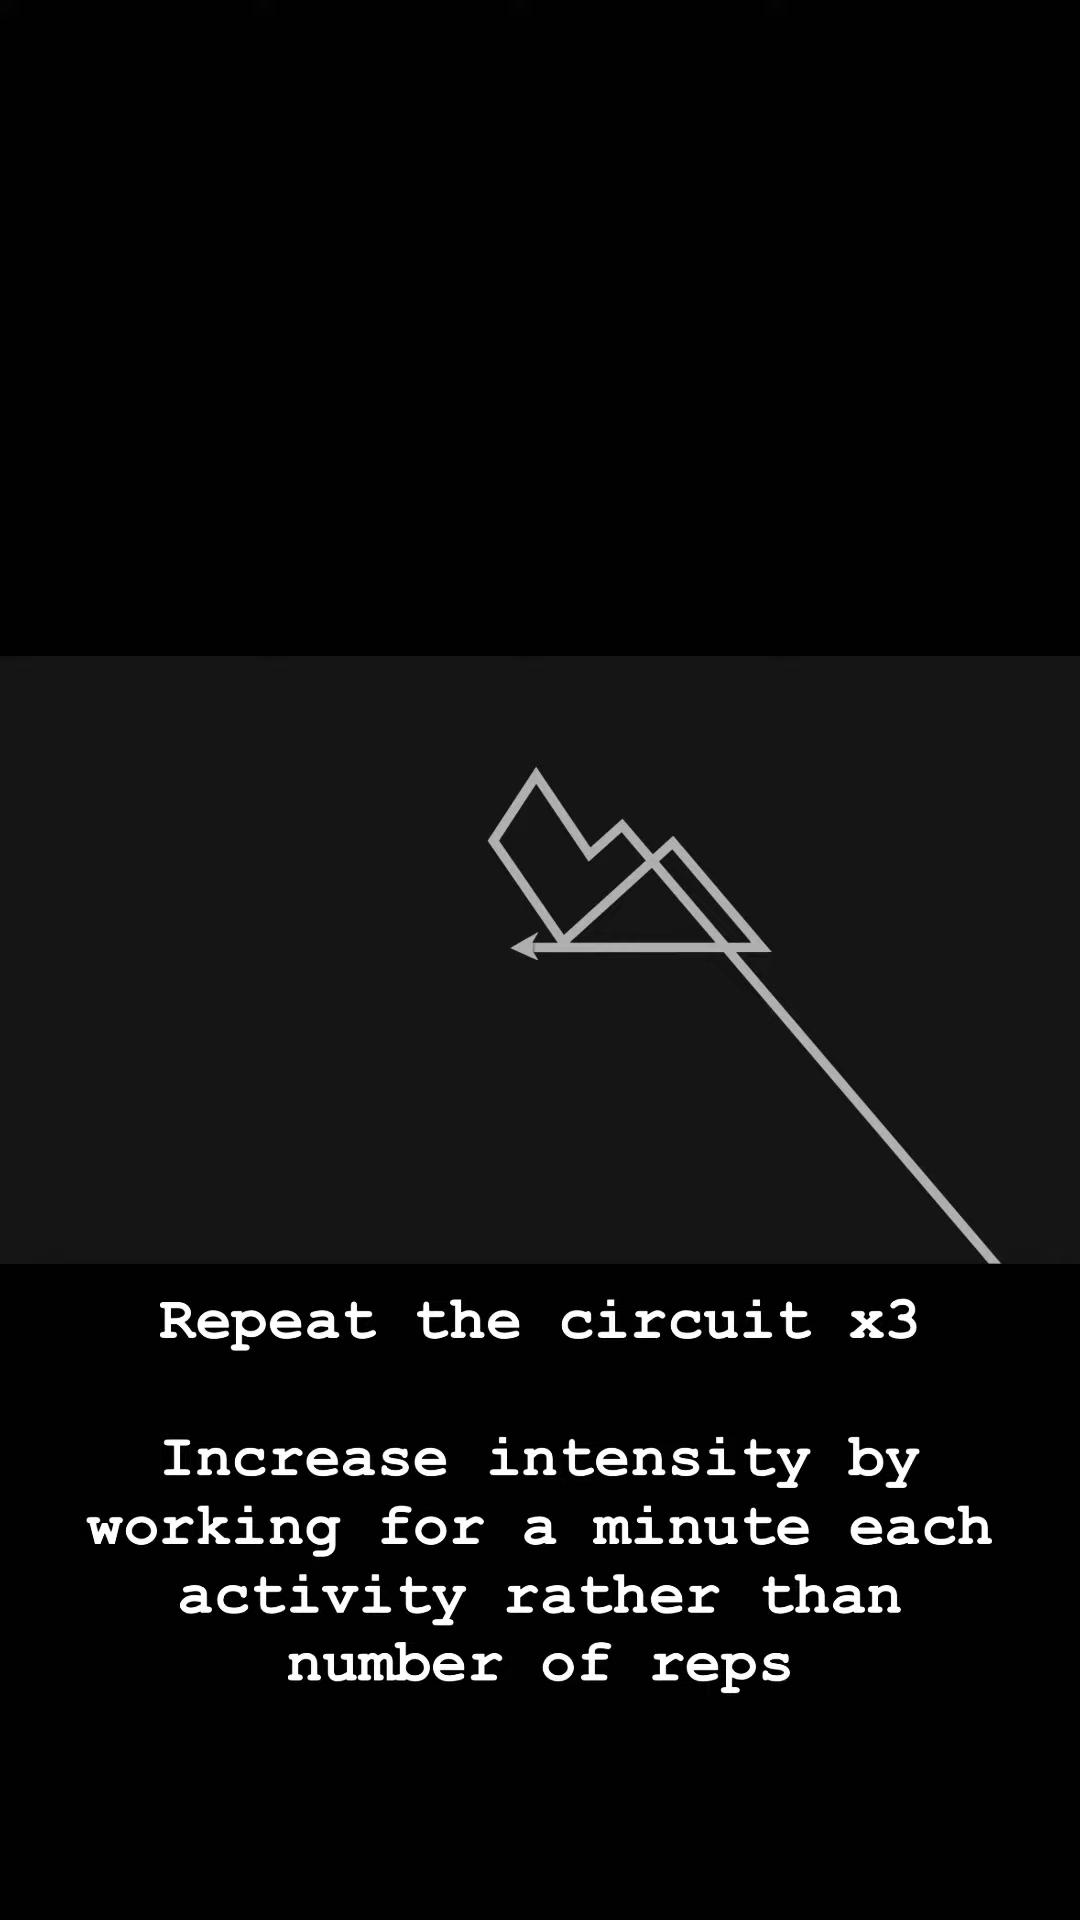 Repeat the circuit x3
Increase intensity by
working for a minute each
activity rather than
number of reps